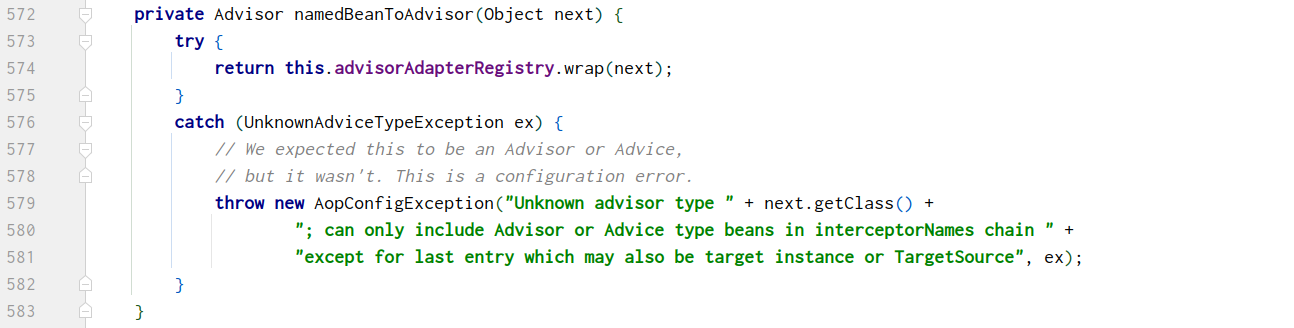 572 private Advisor namedBeanToAdvisor(Object next) {
573 try {
574 return this.advisorAdapterRegistry.wrap(next);
575 }
576 catch (UnknownAdviceTypeException ex) {
577 // We expected this to be an Advisor or Advice,
578 // but it wasn't. This is a configuration error.
579 throw new AopConfigException("Unknown advisor type " + next.getClass() +
580 "; can only include Advisor or Advice type beans in interceptorNames chain " +
581 "except for last entry which may also be target instance or TargetSource", ex);
582 }
583 }